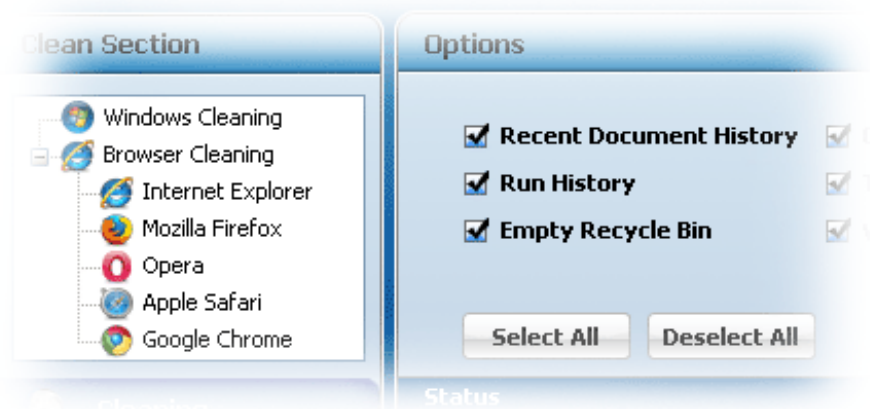 Clean Section
Windows Cleaning
Browser Cleaning
Internet Explorer
Mozilla Firefox
Opera
Apple Safari
Google Chrome
Options
Recent Document History
Run History
Empty Recycle Bin
Select All
Deselect All
Status